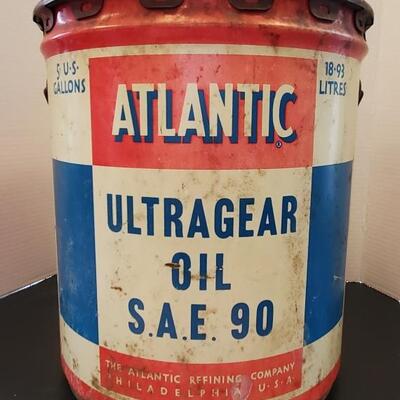 5 U·S·
GALLONS
18·93
LITRES
ATLANTIC
ULTRAGEAR
OIL
S.A.E. 90
THE ATLANTIC REFINING COMPANY
PHILADELPHIA, U·S·A·